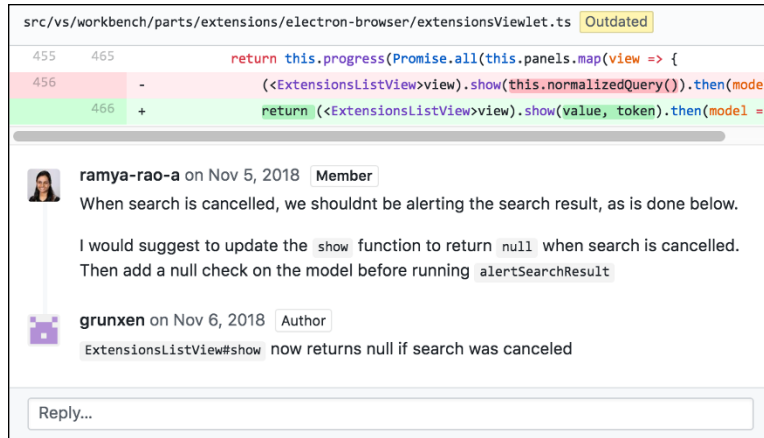 src/vs/workbench/parts/extensions/electron-browser/extensionsViewlet.ts Outdated
455 465 return this.progress(Promise.all(this.panels.map(view => {
456 - (<ExtensionsListView>view).show(this.normalizedQuery()).then(mode
466 + return (<ExtensionsListView>view).show(value, token).then(model =
ramya-rao-a on Nov 5, 2018 Member
When search is cancelled, we shouldnt be alerting the search result, as is done below.
I would suggest to update the show function to return null when search is cancelled.
Then add a null check on the model before running alertSearchResult
grunxen on Nov 6, 2018 Author
ExtensionsListView#show now returns null if search was canceled
Reply...